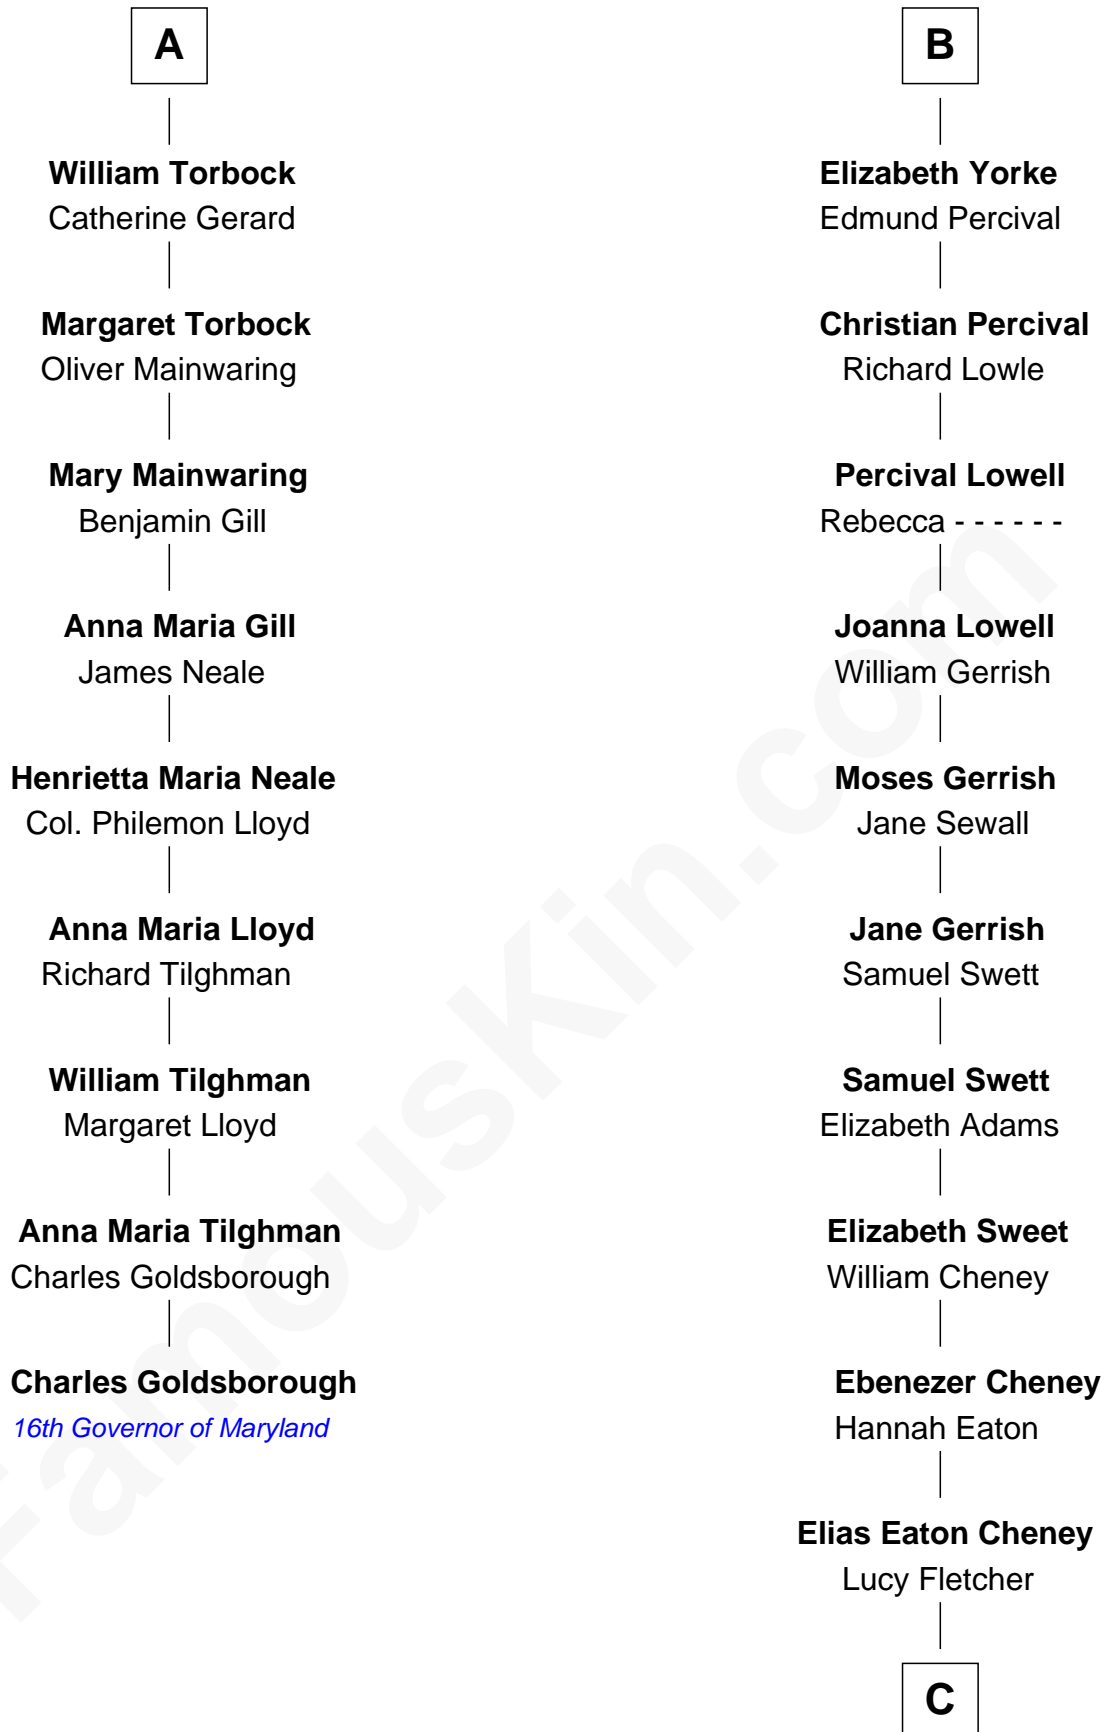 A
William Torbock
Catherine Gerard
Margaret Torbock
Oliver Mainwaring
Mary Mainwaring
Benjamin Gill
Anna Maria Gill
James Neale
Henrietta Maria Neale
Col. Philemon Lloyd
Anna Maria Lloyd
Richard Tilghman
William Tilghman
Margaret Lloyd
Anna Maria Tilghman
Charles Goldsborough
Charles Goldsborough
16th Governor of Maryland
B
Elizabeth Yorke
Edmund Percival
Christian Percival
Richard Lowle
Percival Lowell
Rebecca - - - - - -
Joanna Lowell
William Gerrish
Moses Gerrish
Jane Sewall
Jane Gerrish
Samuel Swett
Samuel Swett
Elizabeth Adams
Elizabeth Sweet
William Cheney
Ebenezer Cheney
Hannah Eaton
Elias Eaton Cheney
Lucy Fletcher
C
FamousKin.com